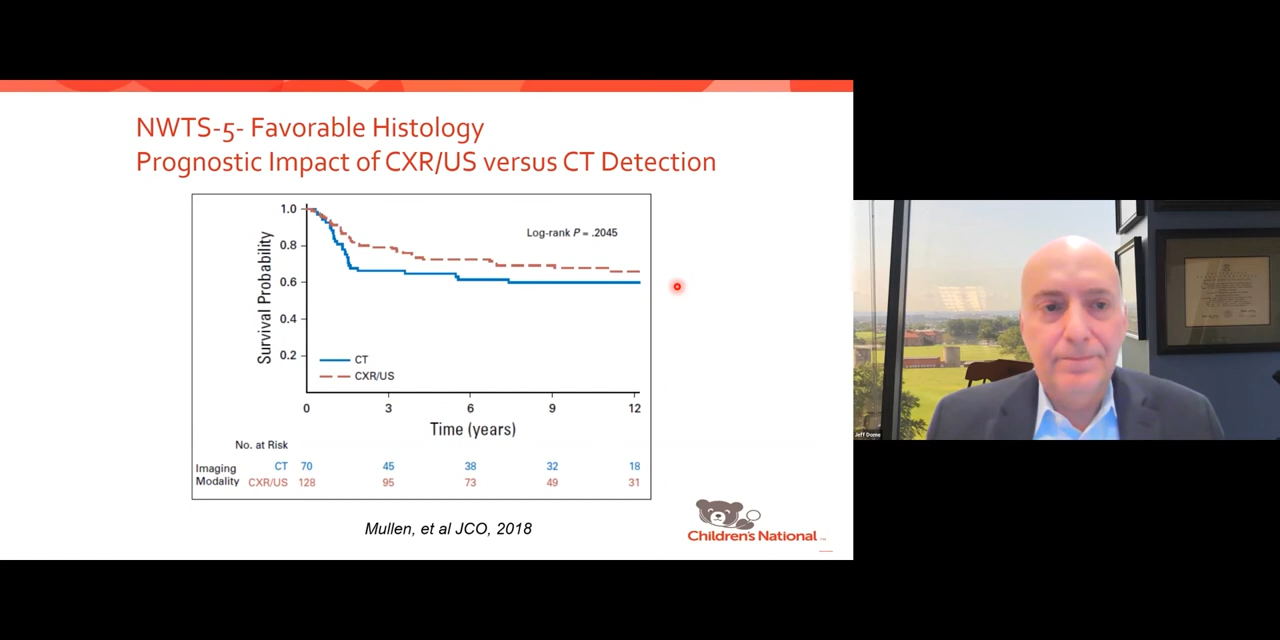 NWTS-5- Favorable Histology
Prognostic Impact of CXR/US versus CT Detection
Log-rank P = .2045
Survival Probability
1.0
0.8
0.6
0.4
0.2
CT
CXR/US
0 3 6 9 12
Time (years)
No. at Risk
Imaging Modality
CT 70 45 38 32 18
CXR/US 128 95 73 49 31
Mullen, et al JCO, 2018
Children's National
Jeff Dome